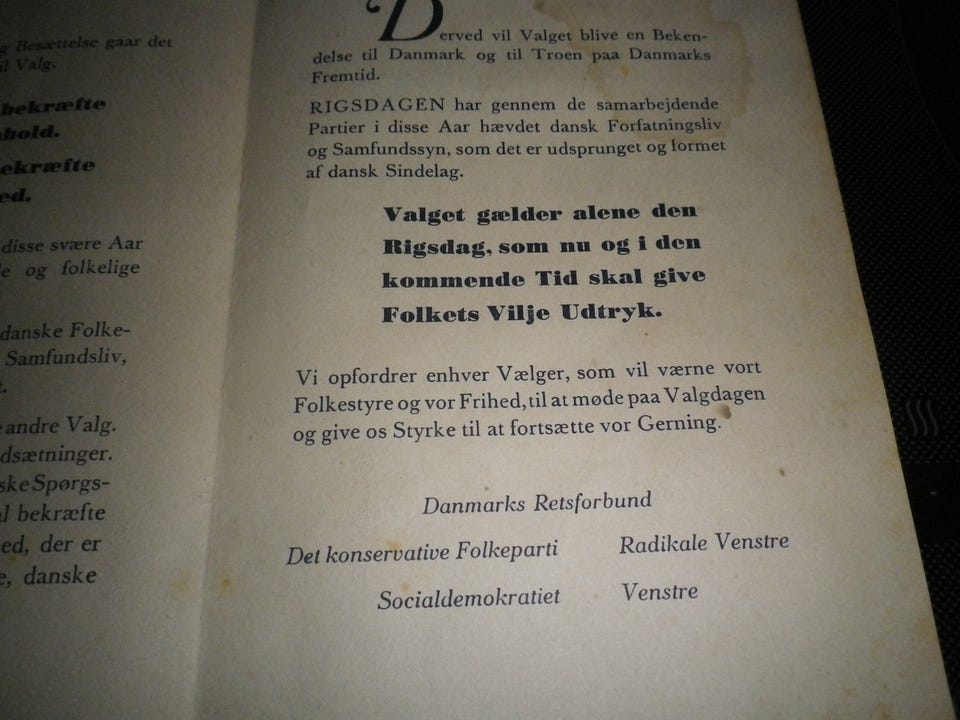 g Besættelse gaar det
il Valg.
bekræfte
hold.
ekræfte
ed.
disse svære Aar
e og folkelige
danske Folke-
Samfundsliv,
t.
e andre Valg.
dsætninger.
ske Spørgs-
al bekræfte
ed, der er
e, danske
Derved vil Valget blive en Beken-
delse til Danmark og til Troen paa Danmarks
Fremtid.
RIGSDAGEN har gennem de samarbejdende
Partier i disse Aar hævdet dansk Forfatningsliv
og Samfundssyn, som det er udsprunget og formet
af dansk Sindelag.
Valget gælder alene den
Rigsdag, som nu og i den
kommende Tid skal give
Folkets Vilje Udtryk.
Vi opfordrer enhver Vælger, som vil værne vort
Folkestyre og vor Frihed, til at møde paa Valgdagen
og give os Styrke til at fortsætte vor Gerning.
Danmarks Retsforbund
Det konservative Folkeparti Radikale Venstre
Socialdemokratiet Venstre